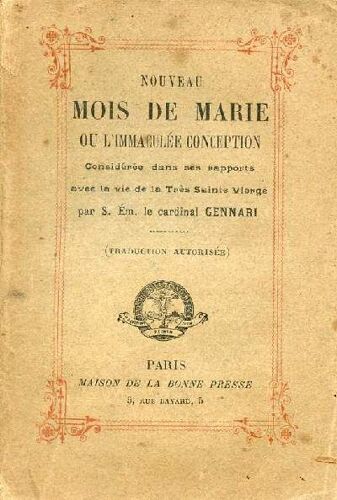 NOUVEAU
MOIS DE MARIE
OU L'IMMACULÉE CONCEPTION
Considérée dans ses rapports
avec la vie de la Très Sainte Vierge
par S. Ém. le cardinal GENNARI
(TRADUCTION AUTORISÉE)
PARIS
MAISON DE LA BONNE PRESSE
5, RUE BAYARD, 5